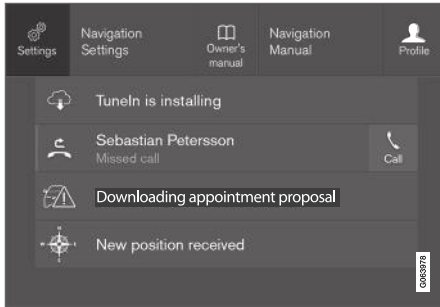 Settings
Navigation
Settings
Owner's
manual
Navigation
Manual
Profile
TuneIn is installing
Sebastian Petersson
Missed call
Call
Downloading appointment proposal
New position received
G063978